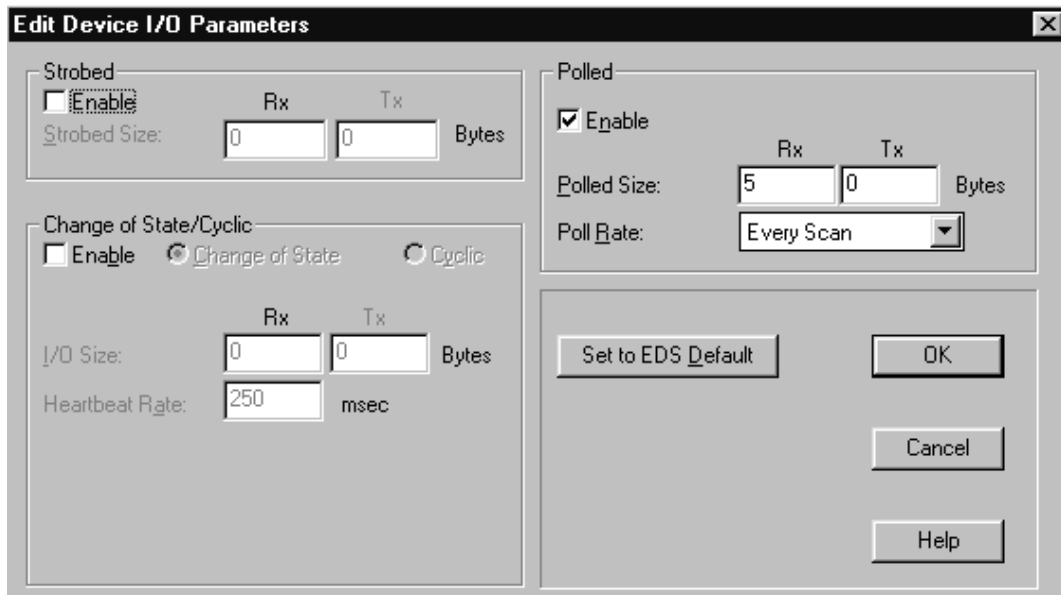 Edit Device I/O Parameters
Strobed
Enable
Rx Tx
Strobed Size: 0 0 Bytes
Change of State/Cyclic
Enable Change of State Cyclic
Rx Tx
I/O Size: 0 0 Bytes
Heartbeat Rate: 250 msec
Polled
Enable
Rx Tx
Polled Size: 5 0 Bytes
Poll Rate: Every Scan
Set to EDS Default
OK
Cancel
Help